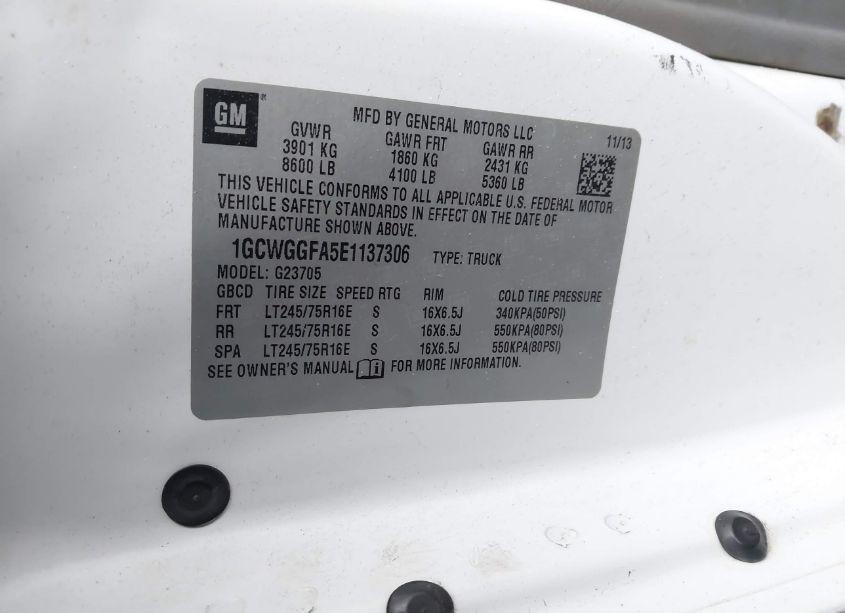 GM
MFD BY GENERAL MOTORS LLC
11/13
GVWR GAWR FRT GAWR RR
3901 KG 1860 KG 2431 KG
8600 LB 4100 LB 5360 LB
THIS VEHICLE CONFORMS TO ALL APPLICABLE U.S. FEDERAL MOTOR
VEHICLE SAFETY STANDARDS IN EFFECT ON THE DATE OF
MANUFACTURE SHOWN ABOVE.
1GCWGGFA5E1137306 TYPE: TRUCK
MODEL: G23705
GBCD TIRE SIZE SPEED RTG RIM COLD TIRE PRESSURE
FRT LT245/75R16E S 16X6.5J 340KPA(50PSI)
RR LT245/75R16E S 16X6.5J 550KPA(80PSI)
SPA LT245/75R16E S 16X6.5J 550KPA(80PSI)
SEE OWNER'S MANUAL FOR MORE INFORMATION.